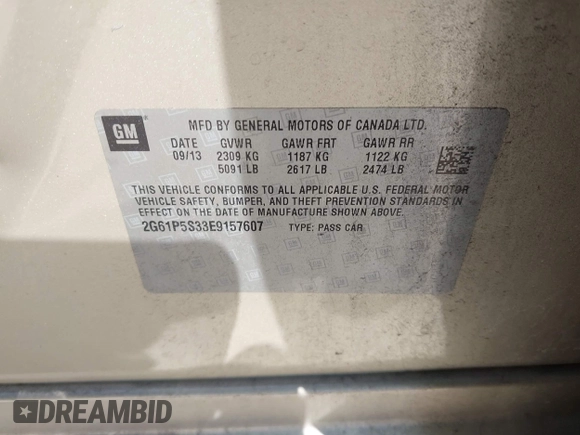 GM
MFD BY GENERAL MOTORS OF CANADA LTD.
DATE GVWR GAWR FRT GAWR RR
09/13 2309 KG 1187 KG 1122 KG
5091 LB 2617 LB 2474 LB
THIS VEHICLE CONFORMS TO ALL APPLICABLE U.S. FEDERAL MOTOR
VEHICLE SAFETY, BUMPER, AND THEFT PREVENTION STANDARDS IN
EFFECT ON THE DATE OF MANUFACTURE SHOWN ABOVE.
2G61P5S33E9157607 TYPE: PASS CAR
DREAMBID